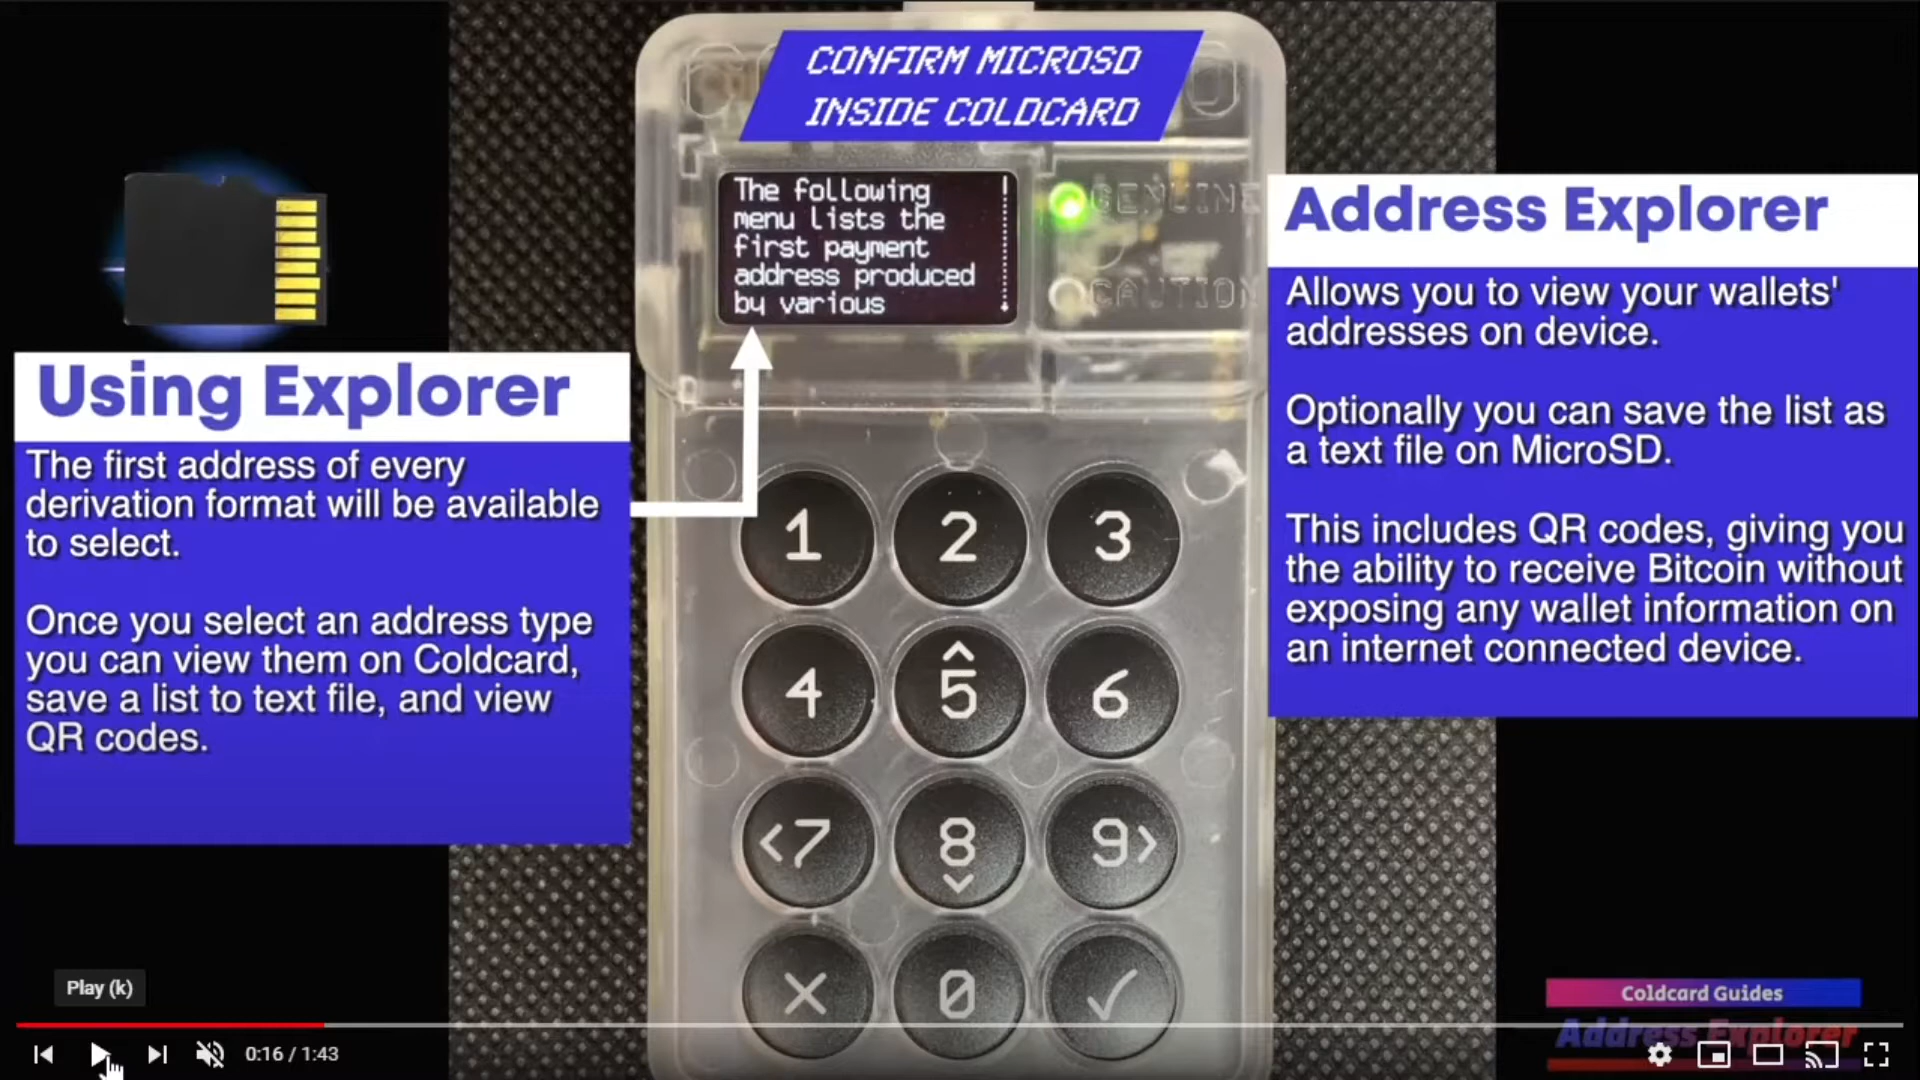 CONFIRM MICROSD
INSIDE COLDCARD
The following
menu lists the
first payment
address produced
by various
GENUINE
CAUTION
Using Explorer
The first address of every
derivation format will be available
to select.
Once you select an address type
you can view them on Coldcard,
save a list to text file, and view
QR codes.
Address Explorer
Allows you to view your wallets'
addresses on device.
Optionally you can save the list as
a text file on MicroSD.
This includes QR codes, giving you
the ability to receive Bitcoin without
exposing any wallet information on
an internet connected device.
1 2 3
4 5 6
<7 8 9>
0
Play (k)
Coldcard Guides
Address Explorer
0:16 / 1:43